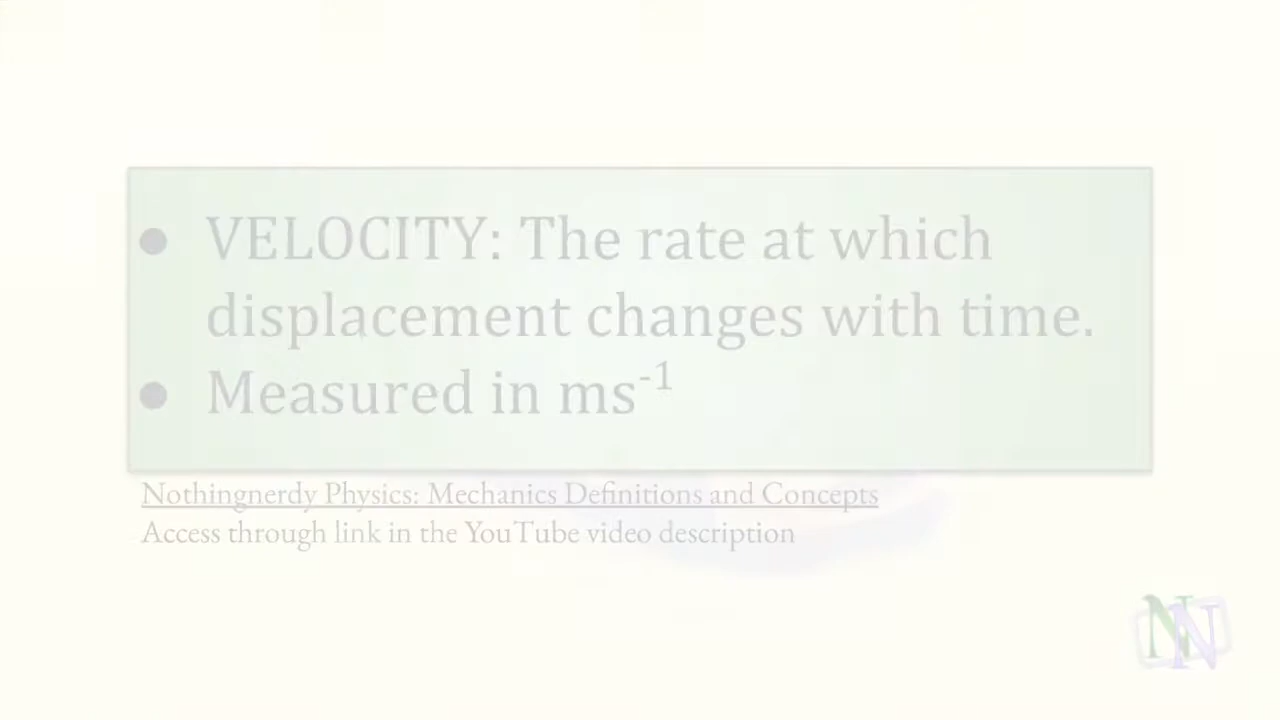 ● VELOCITY: The rate at which
displacement changes with time.
● Measured in ms⁻¹
Nothingnerdy Physics: Mechanics Definitions and Concepts
Access through link in the YouTube video description
NN